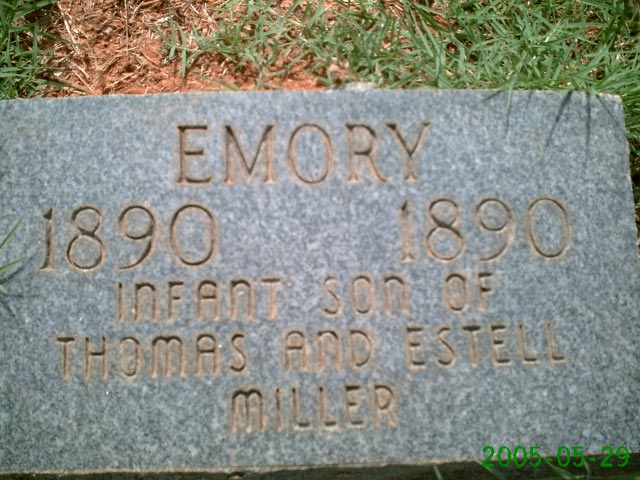 EMORY
1890 1890
INFANT SON OF
THOMAS AND ESTELL
MILLER
2005-05-29